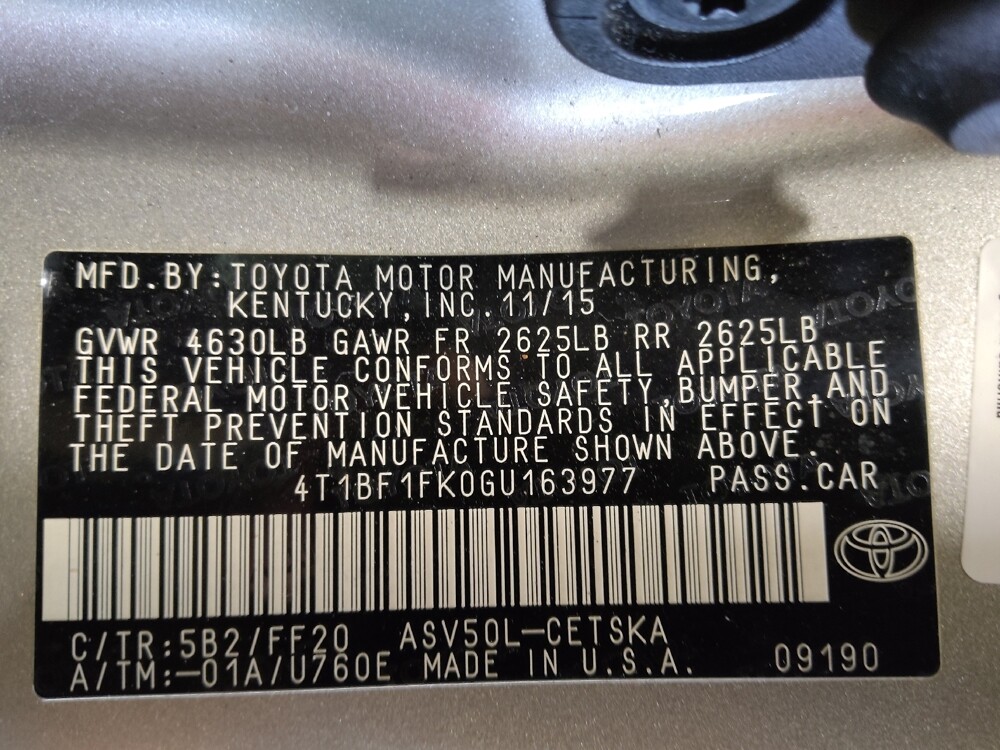 MFD.BY:TOYOTA MOTOR MANUFACTURING,
KENTUCKY,INC.11/15
GVWR 4630LB GAWR FR 2625LB RR 2625LB
THIS VEHICLE CONFORMS TO ALL APPLICABLE
FEDERAL MOTOR VEHICLE SAFETY,BUMPER,AND
THEFT PREVENTION STANDARDS IN EFFECT ON
THE DATE OF MANUFACTURE SHOWN ABOVE.
4T1BF1FK0GU163977 PASS.CAR
C/TR:5B2/FF20 ASV50L-CETSKA
A/TM:-01A/U760E MADE IN U.S.A. 09190